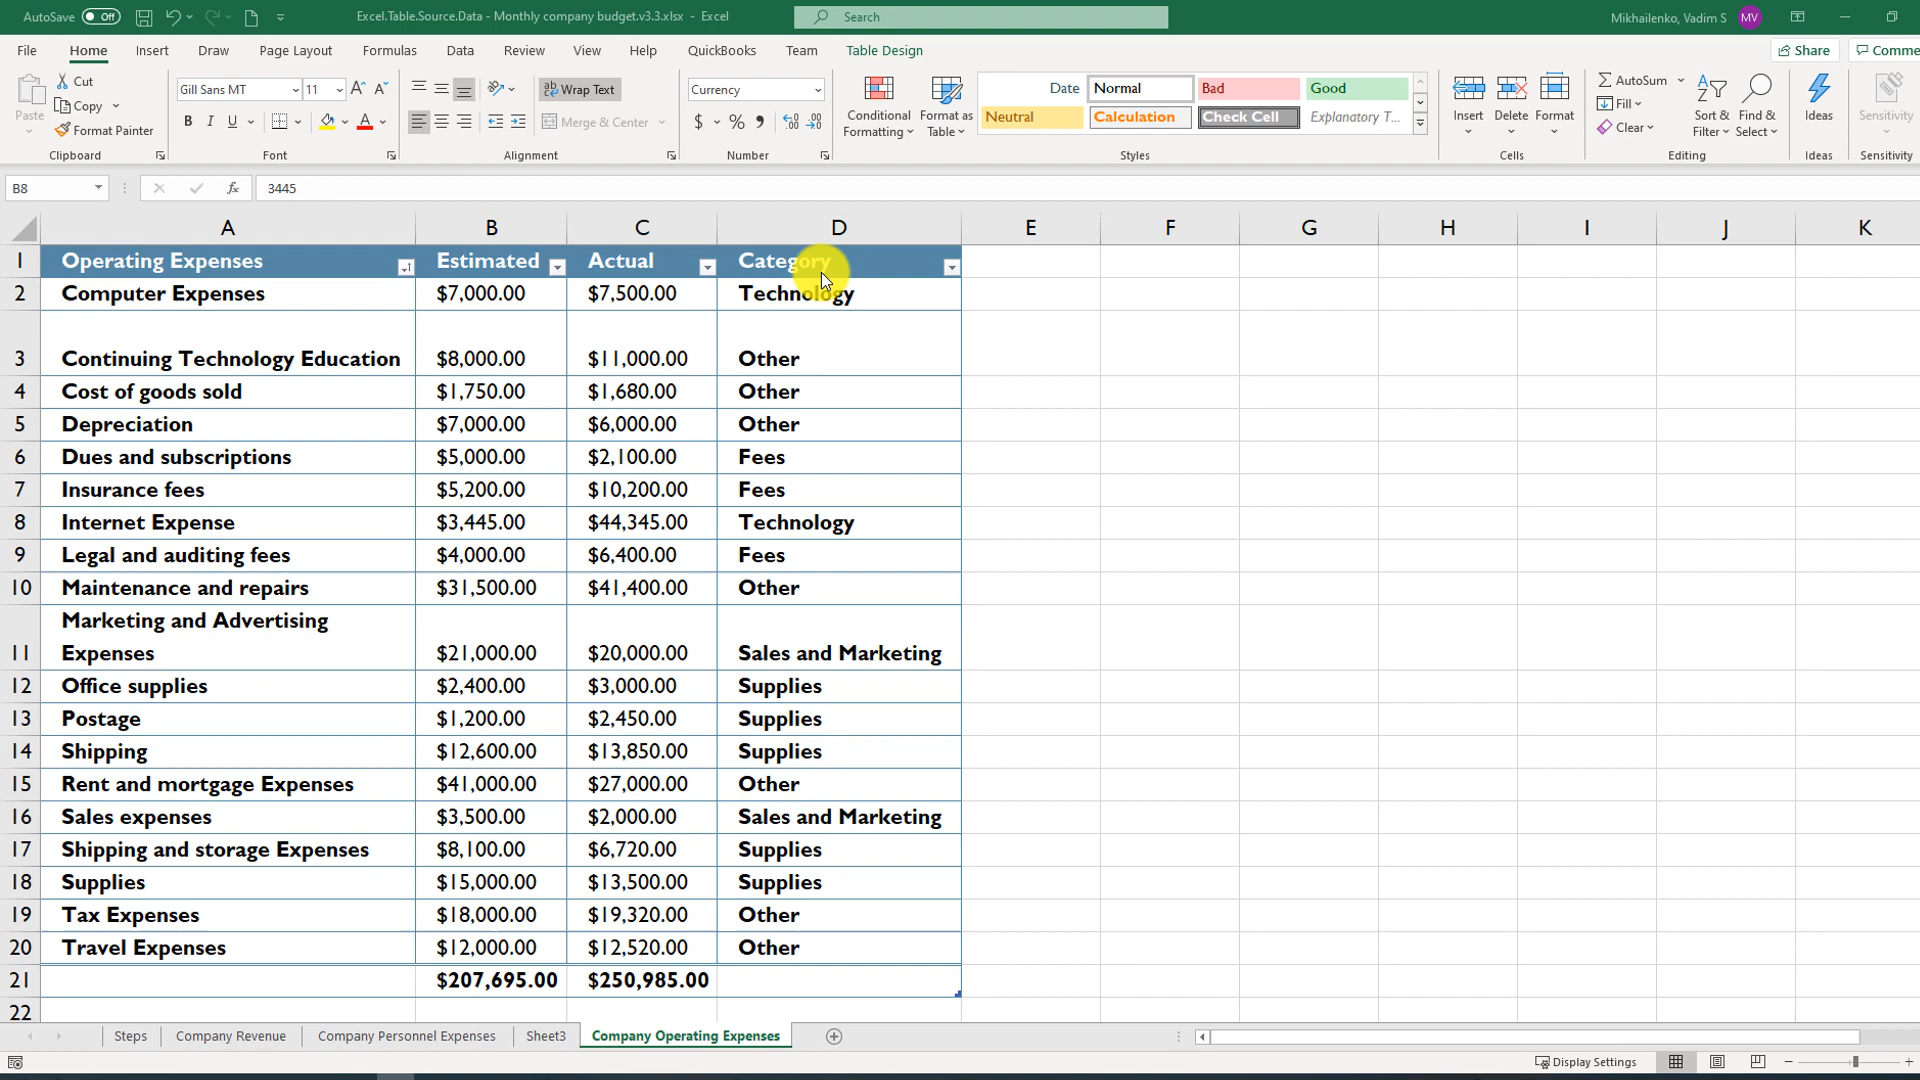 AutoSave Off Excel.Table.Source.Data - Monthly company budget.v3.3.xlsx - Excel Search Mikhailenko, Vadim S MV
File Home Insert Draw Page Layout Formulas Data Review View Help QuickBooks Team Table Design Share Comme
Paste Cut Copy Format Painter Clipboard
Gill Sans MT 11 A A B I U A Font
ab Wrap Text Merge & Center Alignment
Currency $ % Number
Conditional Formatting Format as Table Date Normal Bad Good
Neutral Calculation Check Cell Explanatory T... Styles
Insert Delete Format Cells
AutoSum Fill Clear Sort & Filter Find & Select Editing
Ideas Ideas Sensitivity Sensitivity
B8 fx 3445
A B C D E F G H I J K
1 Operating Expenses Estimated Actual Category
2 Computer Expenses $7,000.00 $7,500.00 Technology
3 Continuing Technology Education $8,000.00 $11,000.00 Other
4 Cost of goods sold $1,750.00 $1,680.00 Other
5 Depreciation $7,000.00 $6,000.00 Other
6 Dues and subscriptions $5,000.00 $2,100.00 Fees
7 Insurance fees $5,200.00 $10,200.00 Fees
8 Internet Expense $3,445.00 $44,345.00 Technology
9 Legal and auditing fees $4,000.00 $6,400.00 Fees
10 Maintenance and repairs $31,500.00 $41,400.00 Other
Marketing and Advertising
11 Expenses $21,000.00 $20,000.00 Sales and Marketing
12 Office supplies $2,400.00 $3,000.00 Supplies
13 Postage $1,200.00 $2,450.00 Supplies
14 Shipping $12,600.00 $13,850.00 Supplies
15 Rent and mortgage Expenses $41,000.00 $27,000.00 Other
16 Sales expenses $3,500.00 $2,000.00 Sales and Marketing
17 Shipping and storage Expenses $8,100.00 $6,720.00 Supplies
18 Supplies $15,000.00 $13,500.00 Supplies
19 Tax Expenses $18,000.00 $19,320.00 Other
20 Travel Expenses $12,000.00 $12,520.00 Other
21 $207,695.00 $250,985.00
22
Steps Company Revenue Company Personnel Expenses Sheet3 Company Operating Expenses
Display Settings